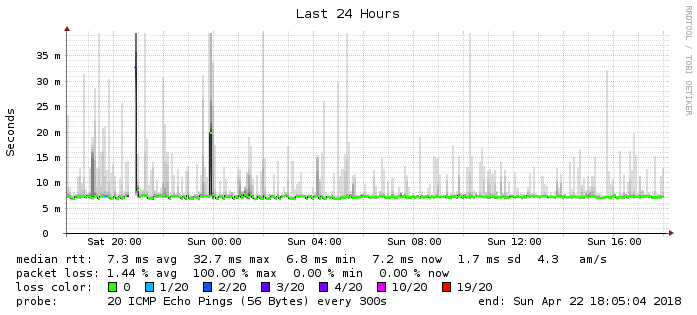 Last 24 Hours
RRDTOOL / TOBI OETIKER
Seconds
35 m
30 m
25 m
20 m
15 m
10 m
5 m
0
Sat 20:00 Sun 00:00 Sun 04:00 Sun 08:00 Sun 12:00 Sun 16:00
median rtt: 7.3 ms avg 32.7 ms max 6.8 ms min 7.2 ms now 1.7 ms sd 4.3 am/s
packet loss: 1.44 % avg 100.00 % max 0.00 % min 0.00 % now
loss color: 0 1/20 2/20 3/20 4/20 10/20 19/20
probe: 20 ICMP Echo Pings (56 Bytes) every 300s end: Sun Apr 22 18:05:04 2018